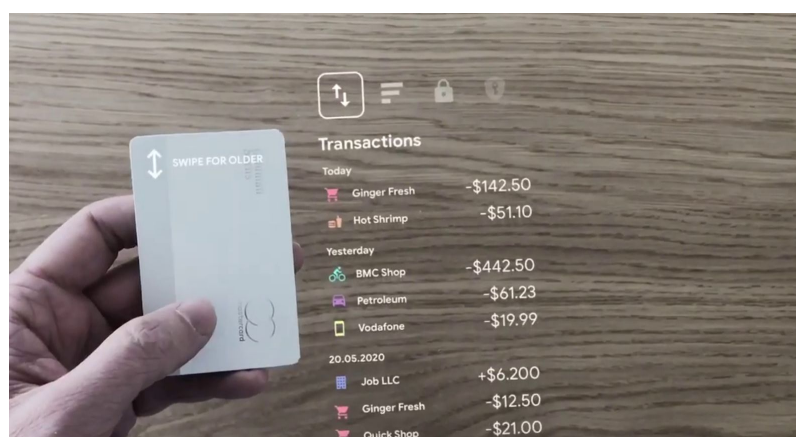 SWIPE FOR OLDER
mastercard
Transactions
Today
Ginger Fresh -$142.50
Hot Shrimp -$51.10
Yesterday
BMC Shop -$442.50
Petroleum -$61.23
Vodafone -$19.99
20.05.2020
Job LLC +$6.200
Ginger Fresh -$12.50
Quick Shop -$21.00